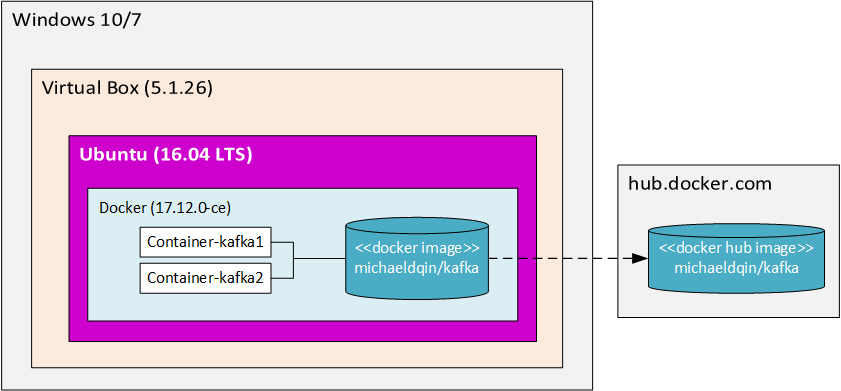 Windows 10/7
Virtual Box (5.1.26)
Ubuntu (16.04 LTS)
Docker (17.12.0-ce)
Container-kafka1
Container-kafka2
<<docker image>>
michaeldqin/kafka
hub.docker.com
<<docker hub image>>
michaeldqin/kafka